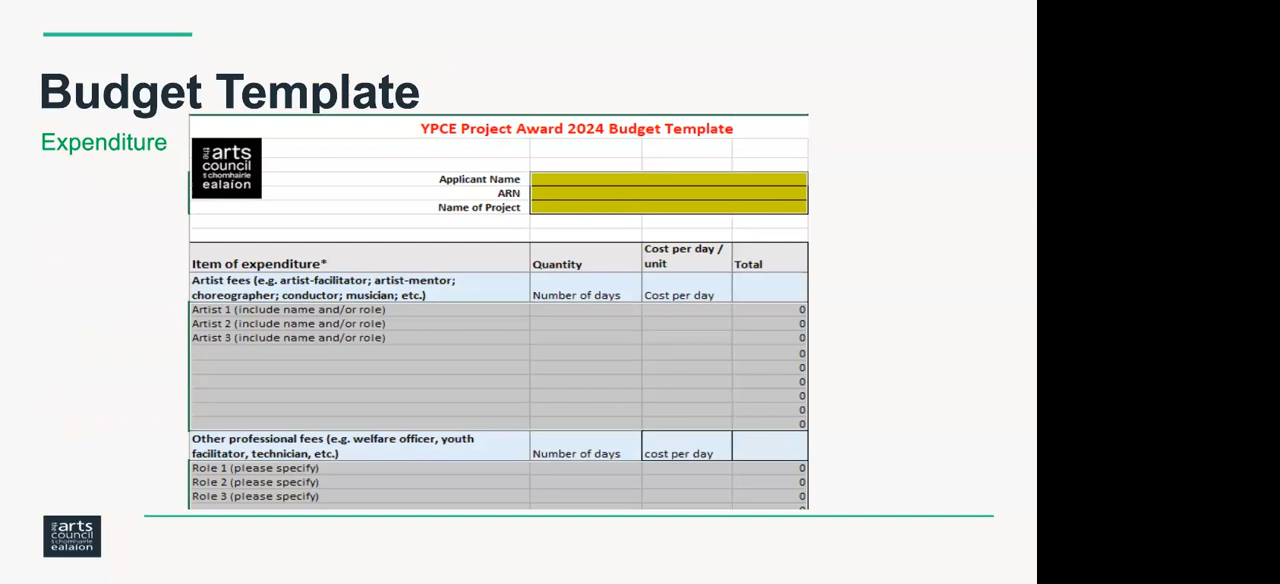 Budget Template
Expenditure
YPCE Project Award 2024 Budget Template
the arts
council
chomhairle
ealaíon
Applicant Name
ARN
Name of Project
Item of expenditure* Quantity Cost per day / unit Total
Artist fees (e.g. artist-facilitator; artist-mentor;
choreographer; conductor; musician; etc.) Number of days Cost per day
Artist 1 (include name and/or role) 0
Artist 2 (include name and/or role) 0
Artist 3 (include name and/or role) 0
0
0
0
0
0
0
Other professional fees (e.g. welfare officer, youth
facilitator, technician, etc.) Number of days cost per day
Role 1 (please specify) 0
Role 2 (please specify) 0
Role 3 (please specify) 0
the arts
council
chomhairle
ealaíon